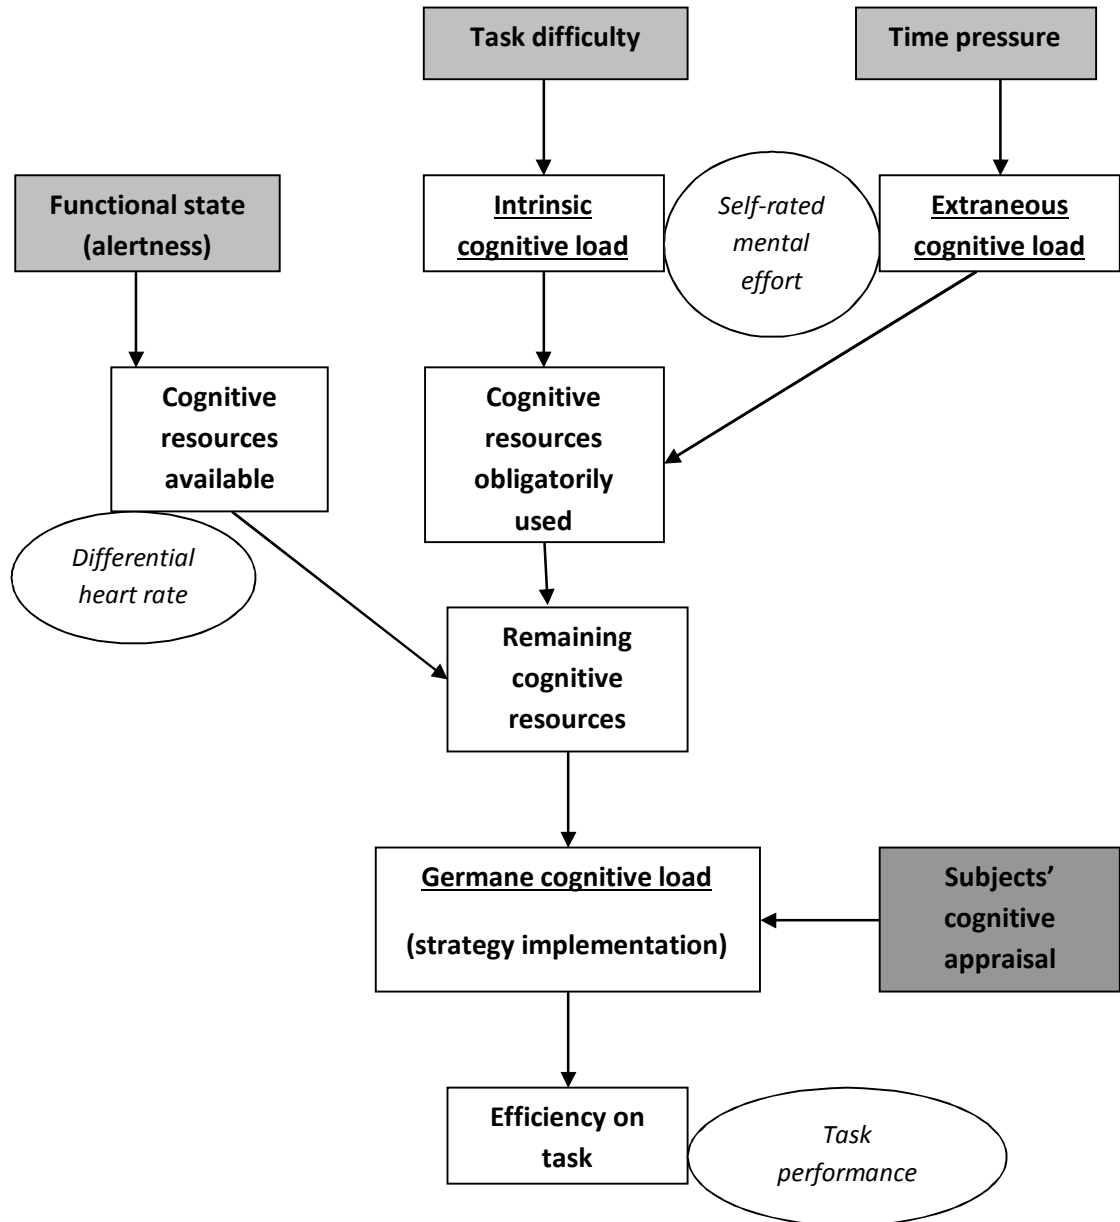 Task difficulty
Time pressure
Functional state
(alertness)
Intrinsic
cognitive load
Self-rated
mental
effort
Extraneous
cognitive load
Cognitive
resources
available
Cognitive
resources
obligatorily
used
Differential
heart rate
Remaining
cognitive
resources
Germane cognitive load
(strategy implementation)
Subjects’
cognitive
appraisal
Efficiency on
task
Task
performance